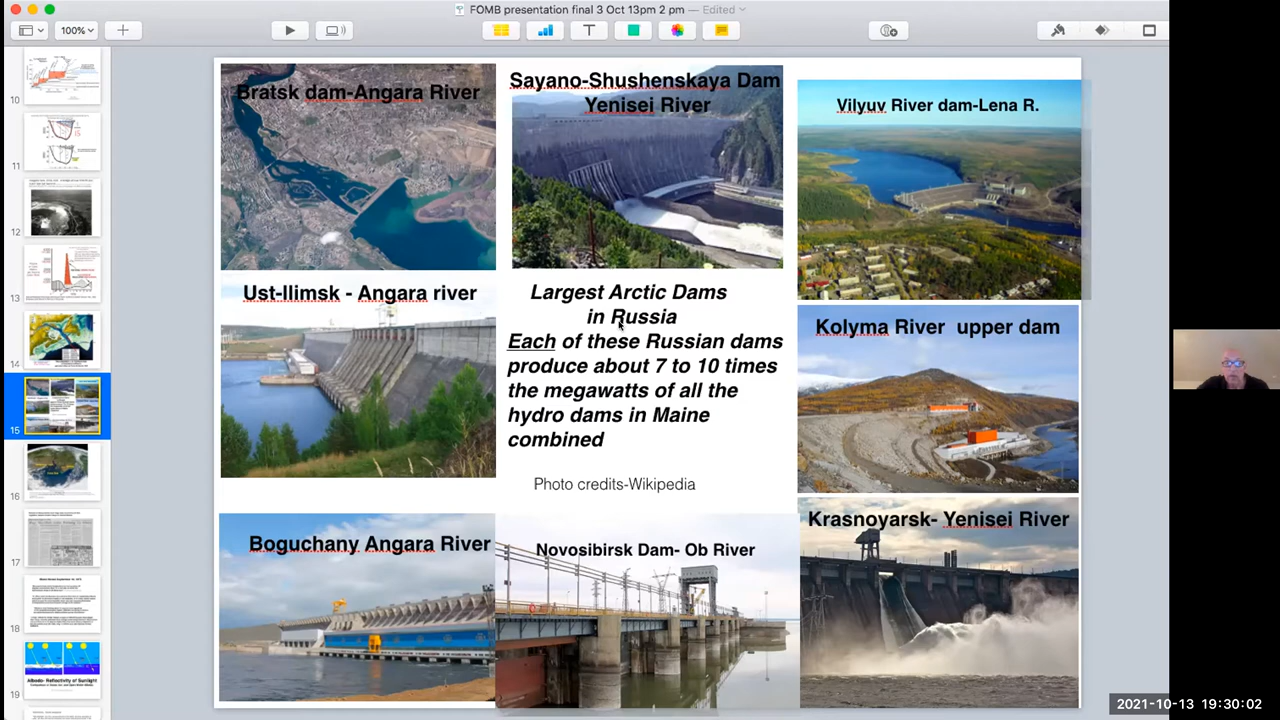 FOMB presentation final 3 Oct 13pm 2 pm — Edited
100%
Bratsk dam-Angara River
Sayano-Shushenskaya Dam
Yenisei River
Vilyuv River dam-Lena R.
Ust-Ilimsk - Angara river
Largest Arctic Dams
in Russia
Each of these Russian dams
produce about 7 to 10 times
the megawatts of all the
hydro dams in Maine
combined
Photo credits-Wikipedia
Kolyma River upper dam
Krasnoyarsk- Yenisei River
Boguchany Angara River
Novosibirsk Dam- Ob River
10
11
12
13
14
15
16
17
18
19
Albedo- Reflectivity of Sunlight
2021-10-13 19:30:02